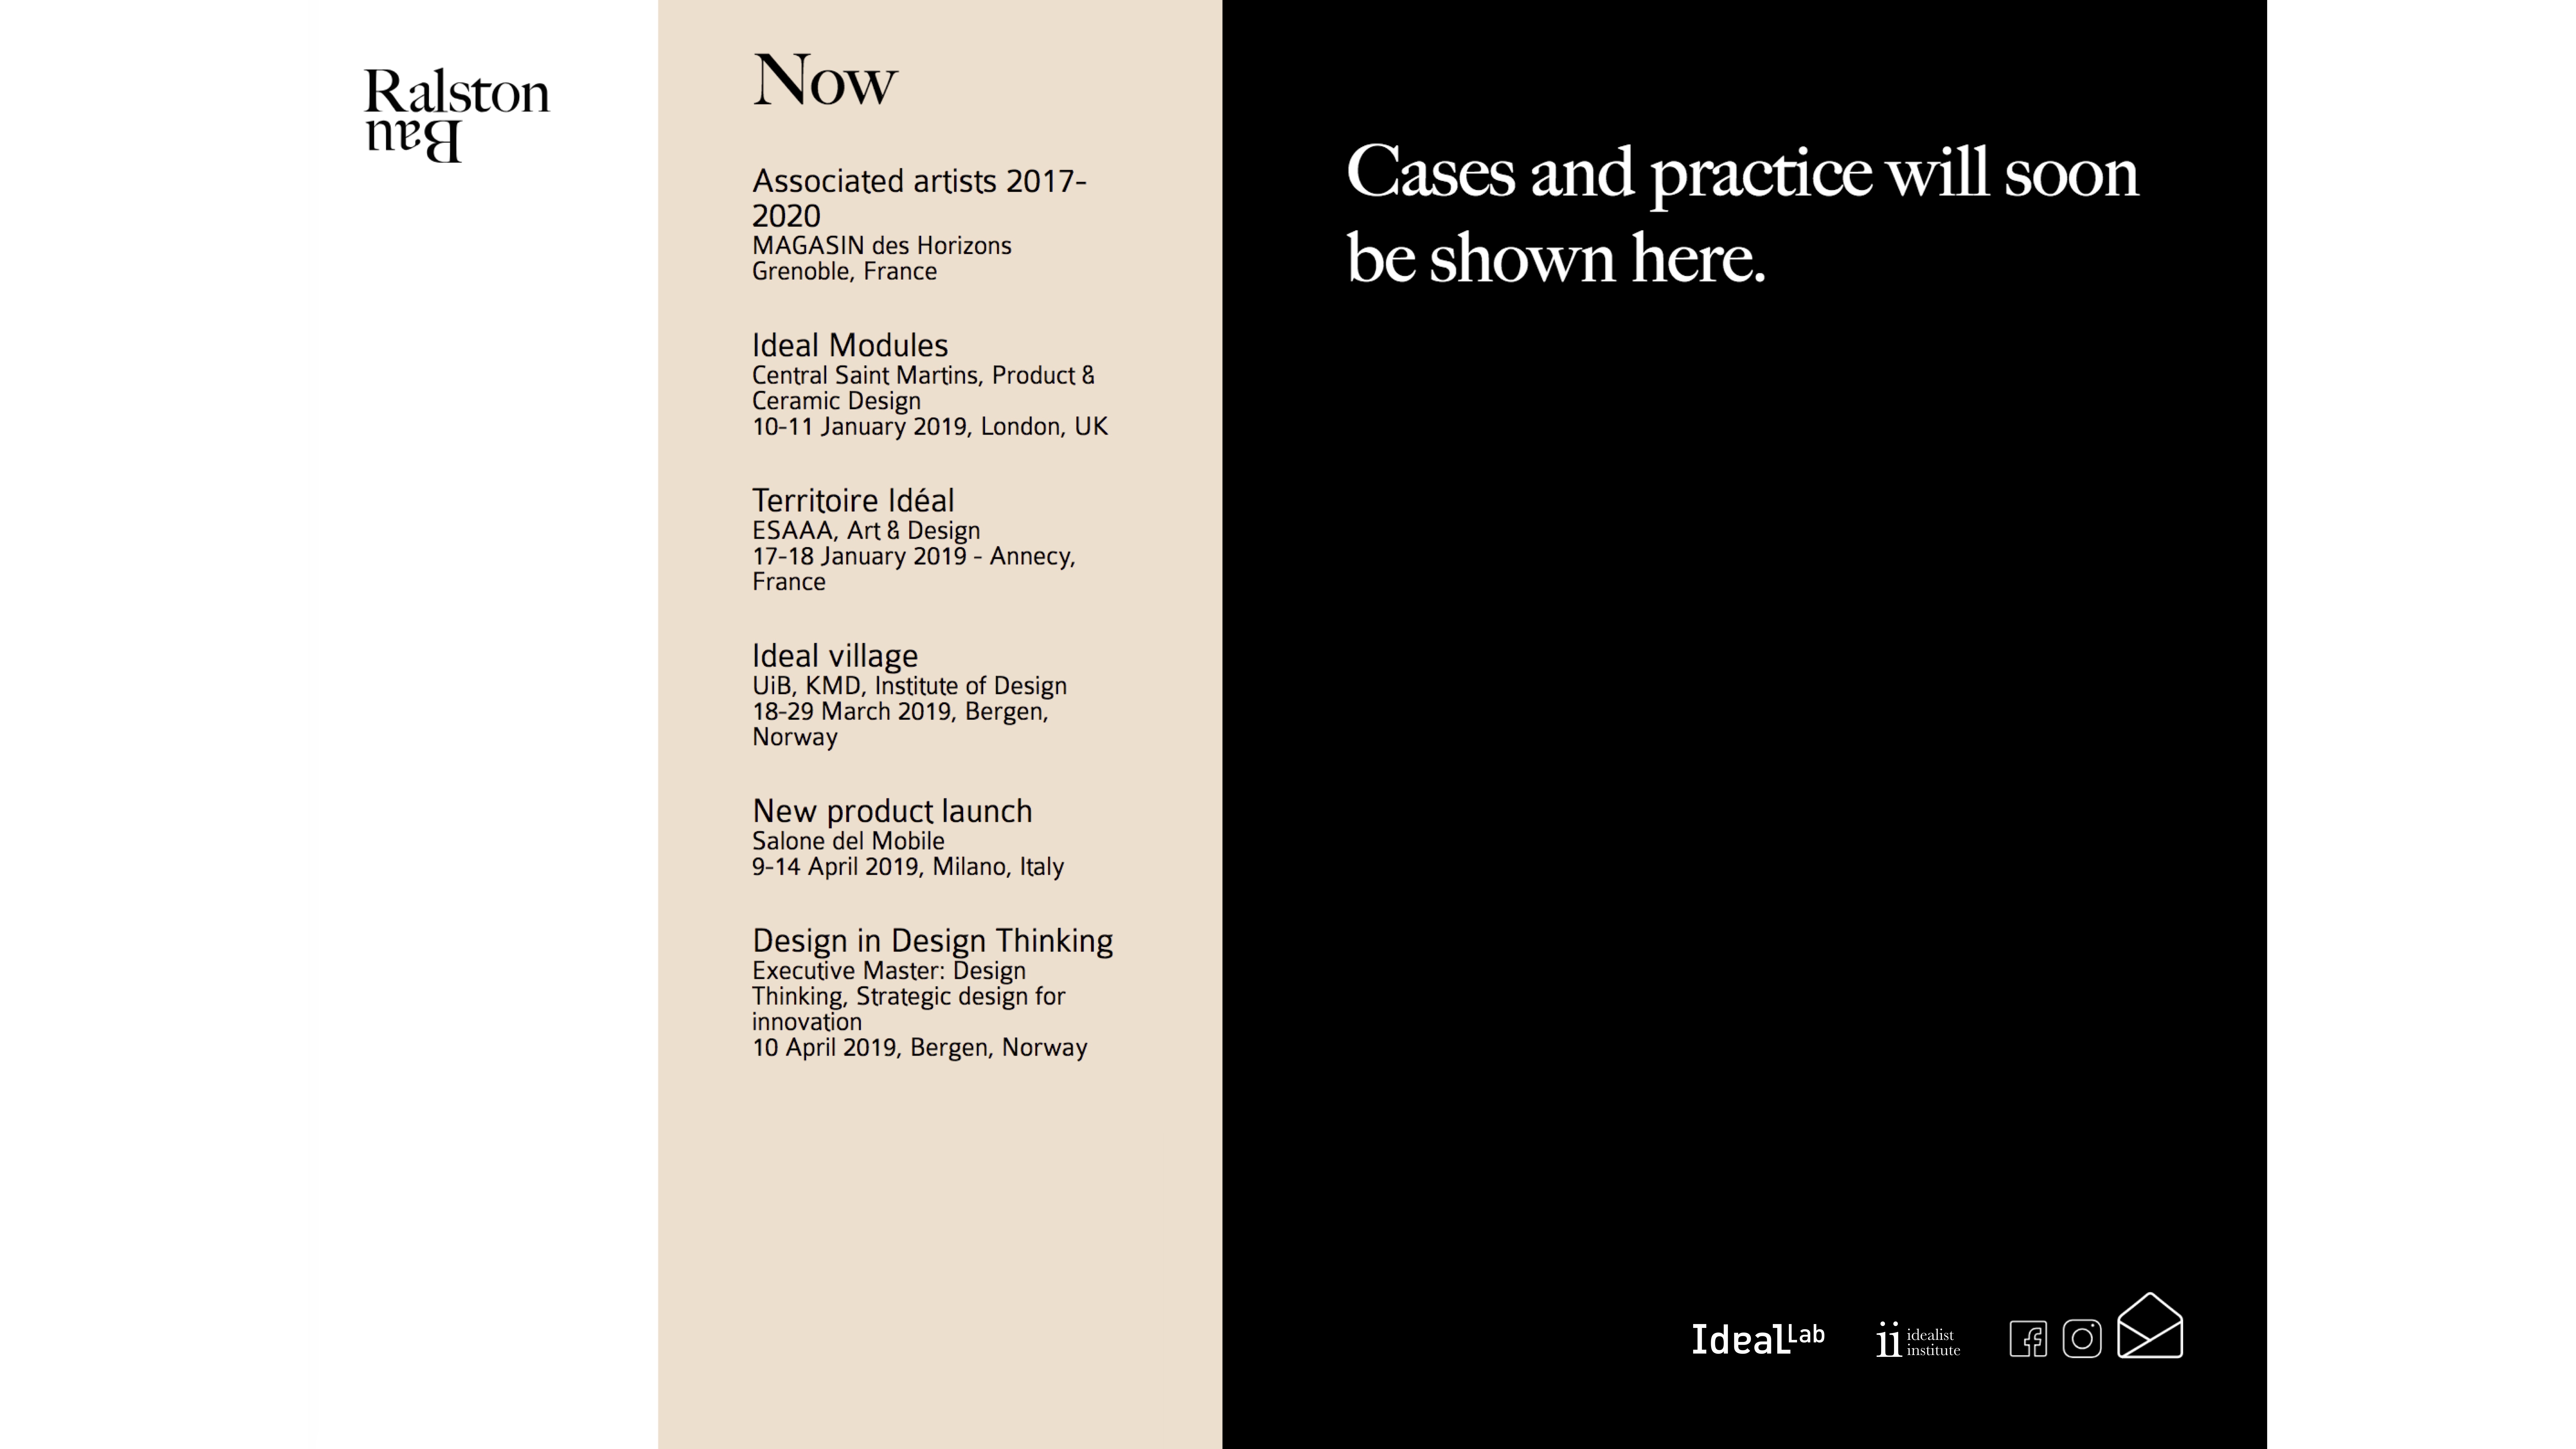 Ralston
Bau
Now
Associated artists 2017-
2020
MAGASIN des Horizons
Grenoble, France
Ideal Modules
Central Saint Martins, Product &
Ceramic Design
10-11 January 2019, London, UK
Territoire Idéal
ESAAA, Art & Design
17-18 January 2019 - Annecy,
France
Ideal village
UiB, KMD, Institute of Design
18-29 March 2019, Bergen,
Norway
New product launch
Salone del Mobile
9-14 April 2019, Milano, Italy
Design in Design Thinking
Executive Master: Design
Thinking, Strategic design for
innovation
10 April 2019, Bergen, Norway
Cases and practice will soon
be shown here.
IdealLab
ii idealist
institute